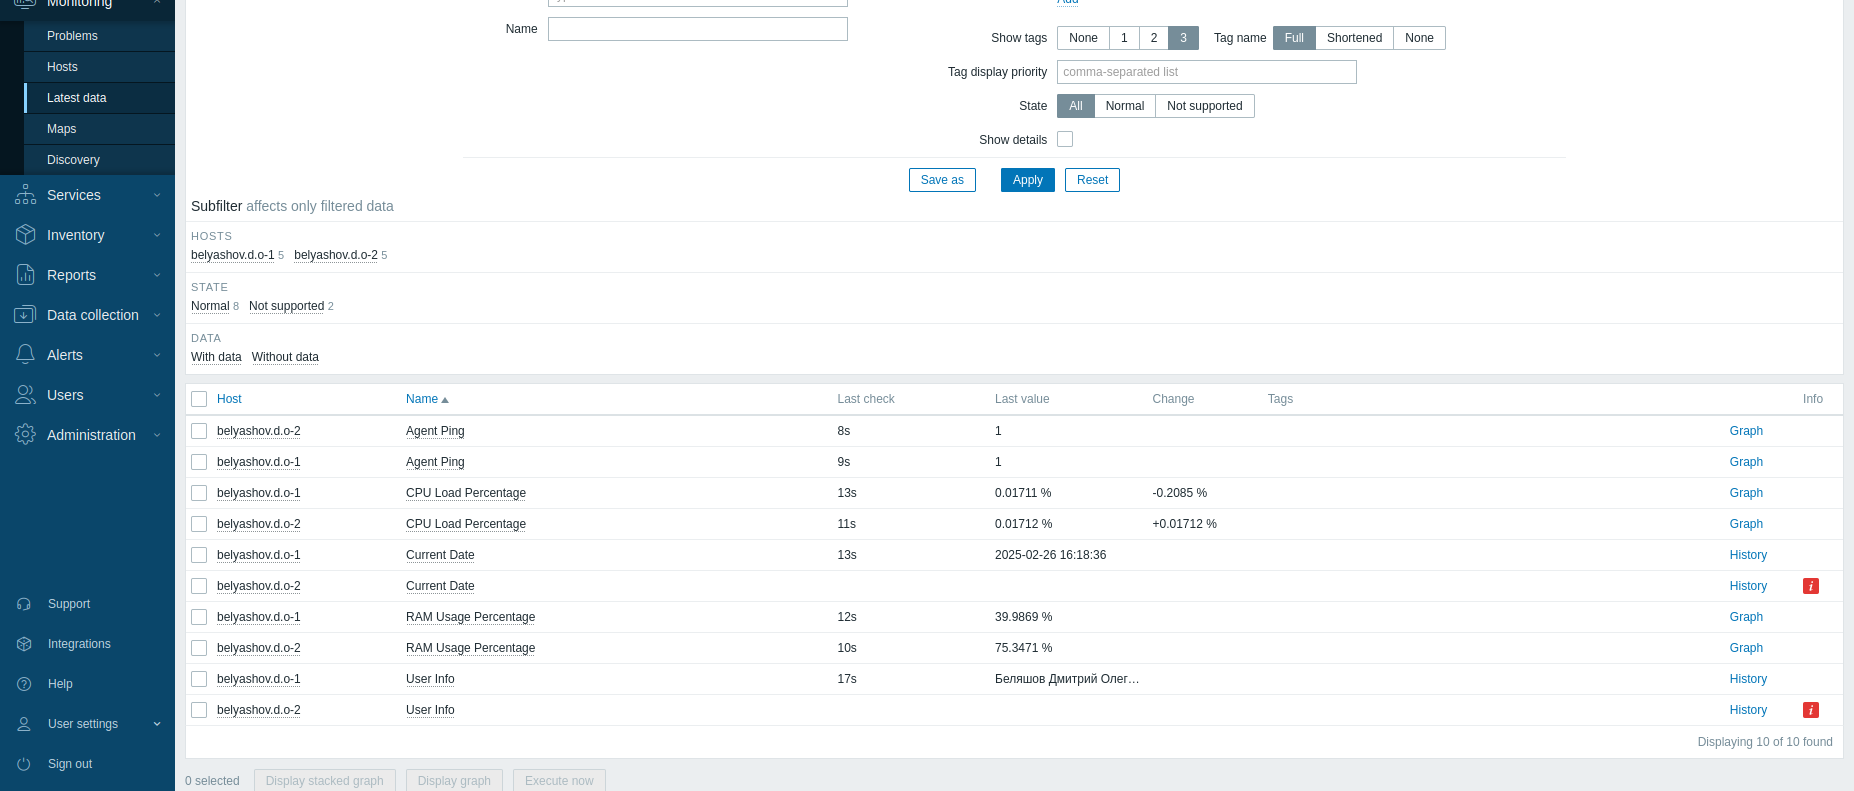 Monitoring
Problems
Hosts
Latest data
Maps
Discovery
Services
Inventory
Reports
Data collection
Alerts
Users
Administration
Support
Integrations
Help
User settings
Sign out
Name
Add
Show tags None 1 2 3 Tag name Full Shortened None
Tag display priority comma-separated list
State All Normal Not supported
Show details
Save as Apply Reset
Subfilter affects only filtered data
HOSTS
belyashov.d.o-1 5 belyashov.d.o-2 5
STATE
Normal 8 Not supported 2
DATA
With data Without data
Host Name Last check Last value Change Tags Info
belyashov.d.o-2 Agent Ping 8s 1 Graph
belyashov.d.o-1 Agent Ping 9s 1 Graph
belyashov.d.o-1 CPU Load Percentage 13s 0.01711 % -0.2085 % Graph
belyashov.d.o-2 CPU Load Percentage 11s 0.01712 % +0.01712 % Graph
belyashov.d.o-1 Current Date 13s 2025-02-26 16:18:36 History
belyashov.d.o-2 Current Date History i
belyashov.d.o-1 RAM Usage Percentage 12s 39.9869 % Graph
belyashov.d.o-2 RAM Usage Percentage 10s 75.3471 % Graph
belyashov.d.o-1 User Info 17s Беляшов Дмитрий Олег… History
belyashov.d.o-2 User Info History i
Displaying 10 of 10 found
0 selected Display stacked graph Display graph Execute now